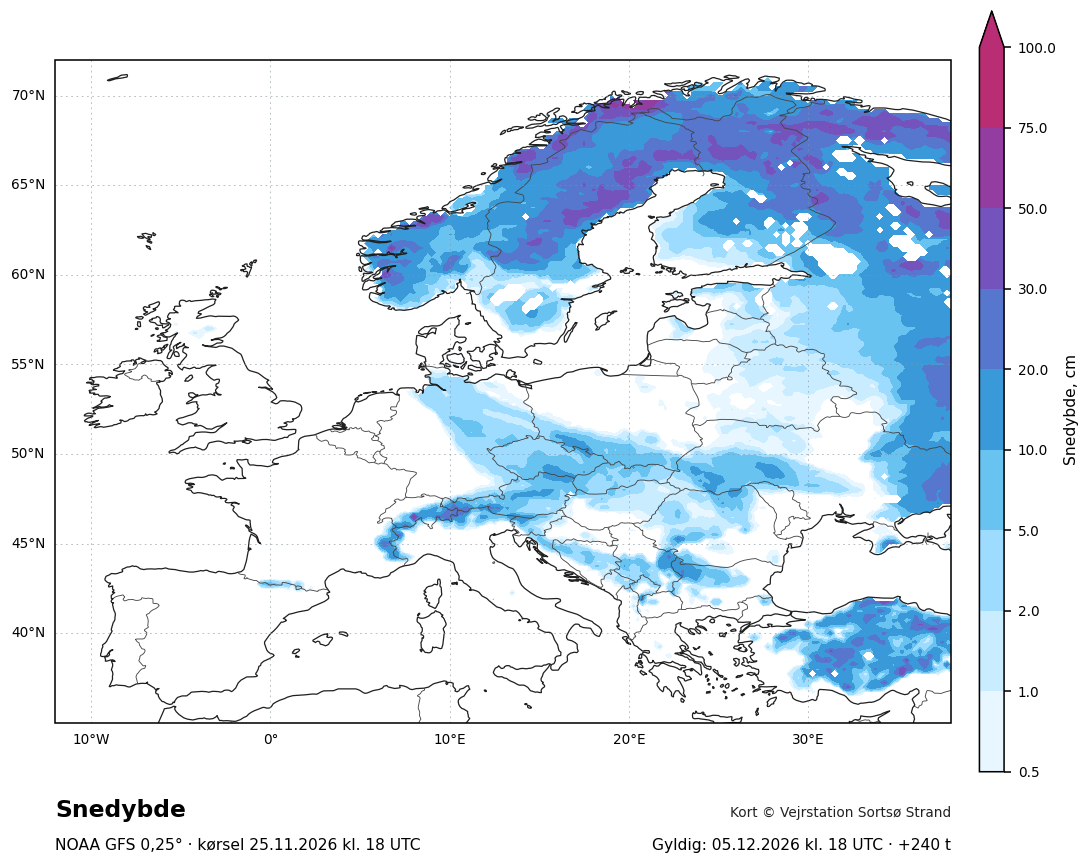 100.0
75.0
50.0
30.0
20.0
10.0
5.0
2.0
1.0
0.5
Snedybde, cm
70°N
65°N
60°N
55°N
50°N
45°N
40°N
10°W
0°
10°E
20°E
30°E
Snedybde
Kort © Vejrstation Sortsø Strand
NOAA GFS 0,25° · kørsel 25.11.2026 kl. 18 UTC
Gyldig: 05.12.2026 kl. 18 UTC · +240 t